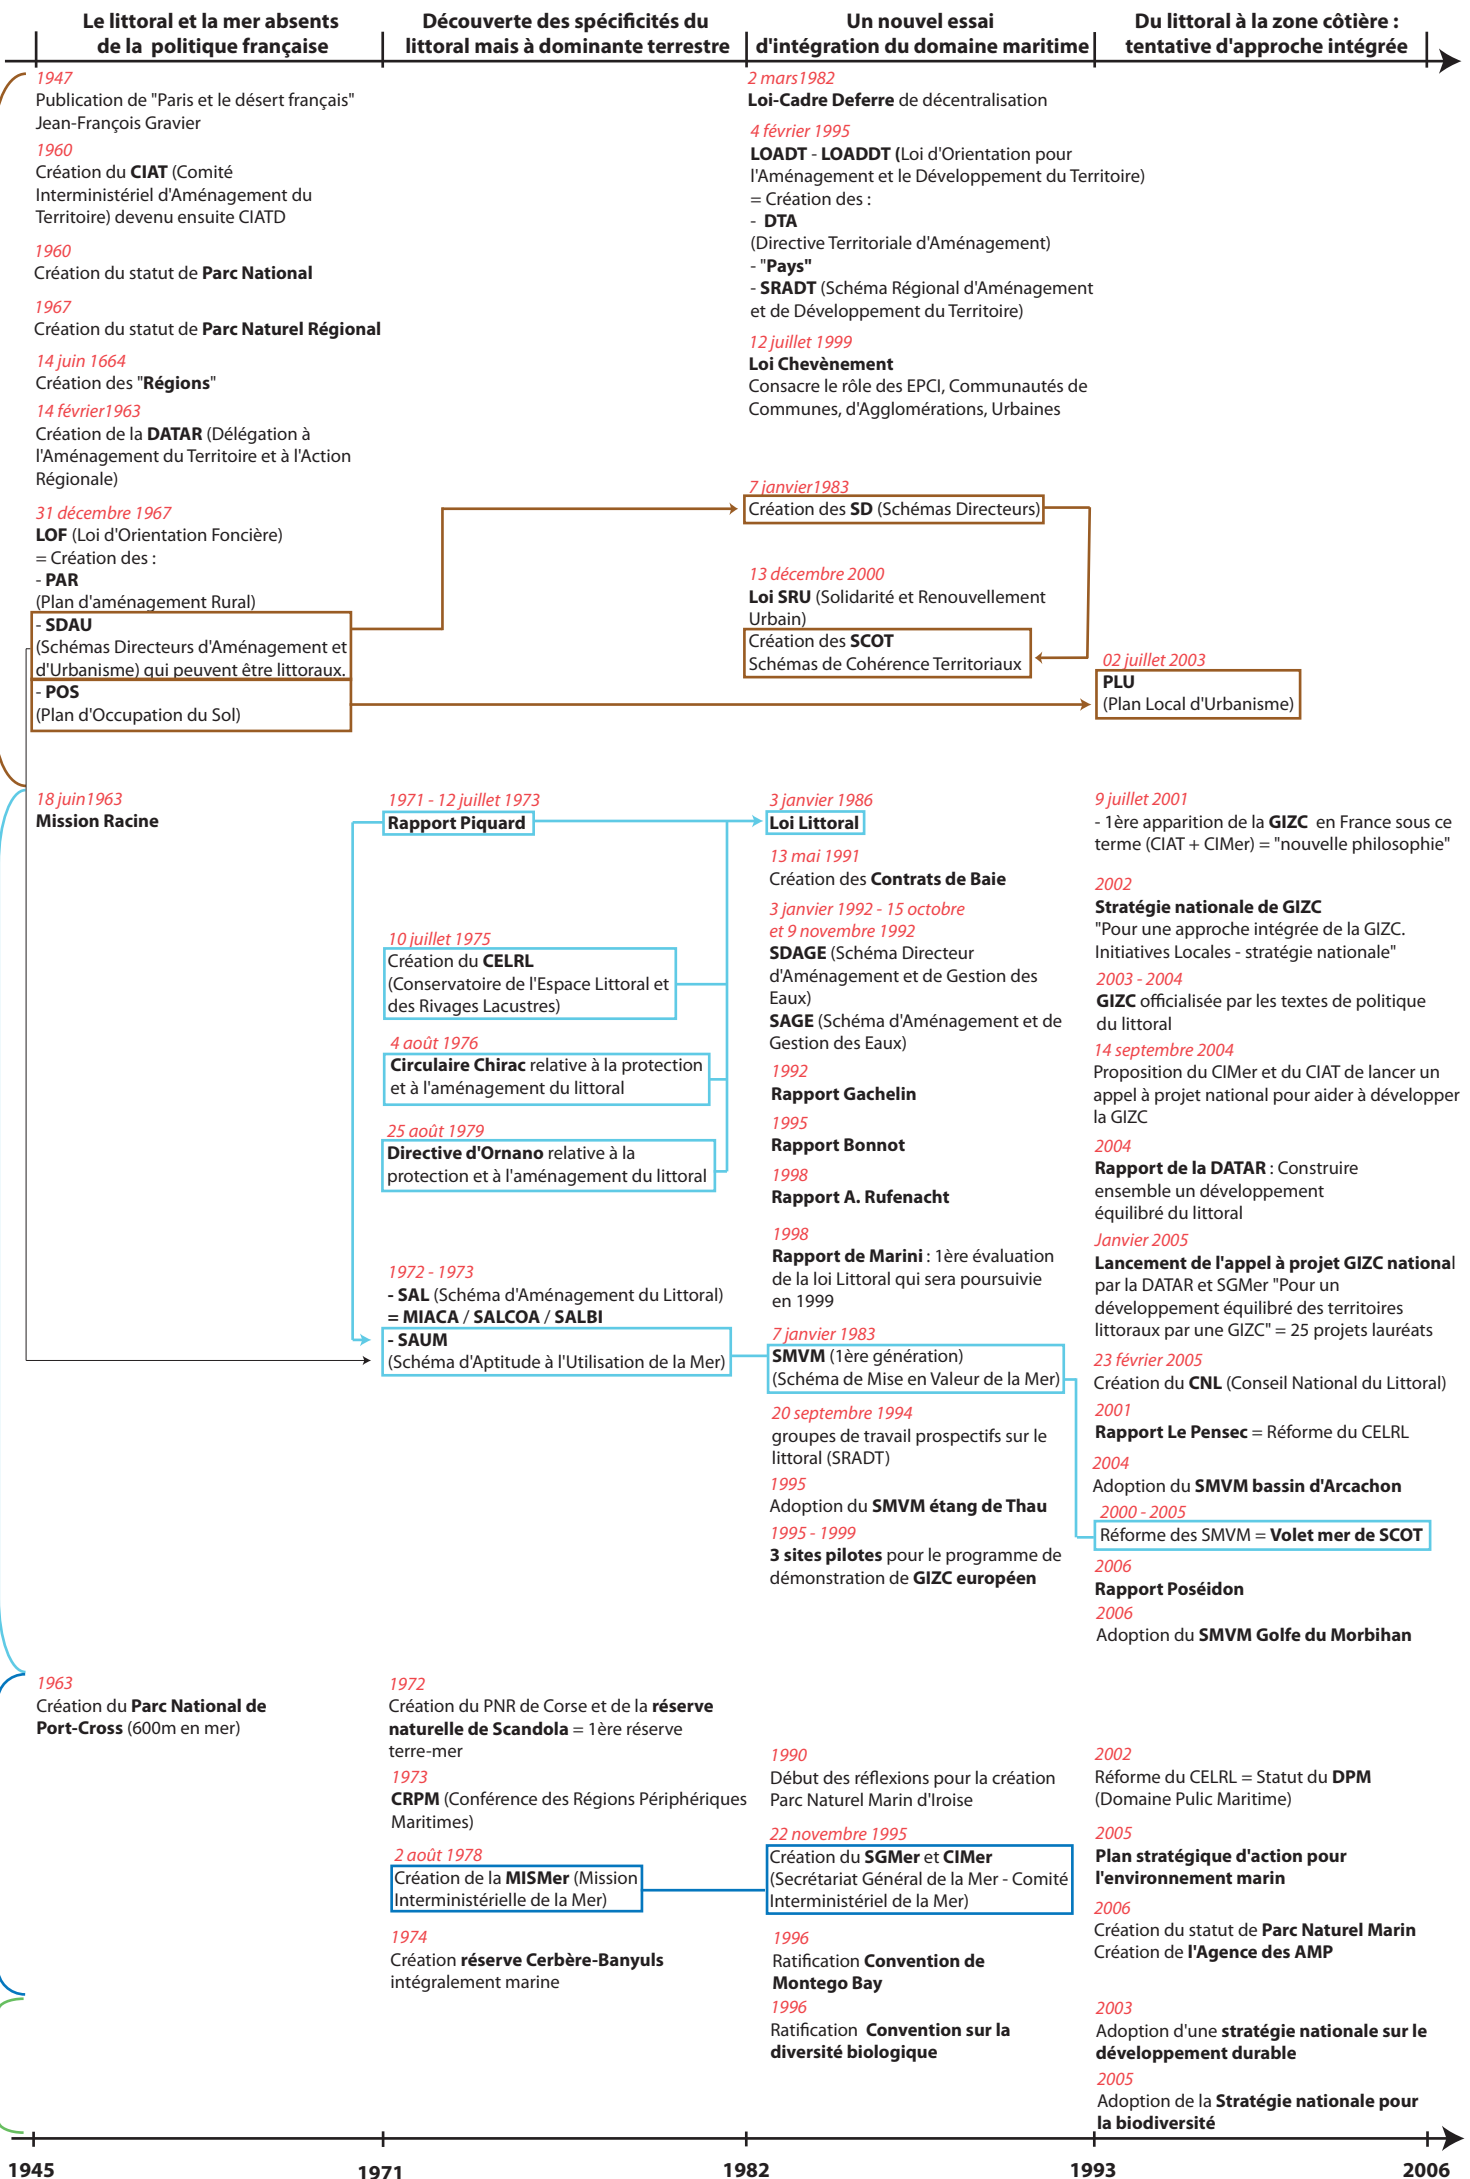 Le littoral et la mer absents
de la politique française
Découverte des spécificités du
littoral mais à dominante terrestre
Un nouvel essai
d'intégration du domaine maritime
Du littoral à la zone côtière :
tentative d'approche intégrée
1947
Publication de "Paris et le désert français"
Jean-François Gravier
1960
Création du CIAT (Comité
Interministériel d'Aménagement du
Territoire) devenu ensuite CIATD
1960
Création du statut de Parc National
1967
Création du statut de Parc Naturel Régional
14 juin 1664
Création des "Régions"
14 février1963
Création de la DATAR (Délégation à
l'Aménagement du Territoire et à l'Action
Régionale)
31 décembre 1967
LOF (Loi d'Orientation Foncière)
= Création des :
- PAR
(Plan d'aménagement Rural)
- SDAU
(Schémas Directeurs d'Aménagement et
d'Urbanisme) qui peuvent être littoraux.
- POS
(Plan d'Occupation du Sol)
2 mars1982
Loi-Cadre Deferre de décentralisation
4 février 1995
LOADT - LOADDT (Loi d'Orientation pour
l'Aménagement et le Développement du Territoire)
= Création des :
- DTA
(Directive Territoriale d'Aménagement)
- "Pays"
- SRADT (Schéma Régional d'Aménagement
et de Développement du Territoire)
12 juillet 1999
Loi Chevènement
Consacre le rôle des EPCI, Communautés de
Communes, d'Agglomérations, Urbaines
7 janvier1983
Création des SD (Schémas Directeurs)
13 décembre 2000
Loi SRU (Solidarité et Renouvellement
Urbain)
Création des SCOT
Schémas de Cohérence Territoriaux
02 juillet 2003
PLU
(Plan Local d'Urbanisme)
18 juin1963
Mission Racine
1971 - 12 juillet 1973
Rapport Piquard
10 juillet 1975
Création du CELRL
(Conservatoire de l'Espace Littoral et
des Rivages Lacustres)
4 août 1976
Circulaire Chirac relative à la protection
et à l'aménagement du littoral
25 août 1979
Directive d'Ornano relative à la
protection et à l'aménagement du littoral
1972 - 1973
- SAL (Schéma d'Aménagement du Littoral)
= MIACA / SALCOA / SALBI
- SAUM
(Schéma d'Aptitude à l'Utilisation de la Mer)
3 janvier 1986
Loi Littoral
13 mai 1991
Création des Contrats de Baie
3 janvier 1992 - 15 octobre
et 9 novembre 1992
SDAGE (Schéma Directeur
d'Aménagement et de Gestion des
Eaux)
SAGE (Schéma d'Aménagement et de
Gestion des Eaux)
1992
Rapport Gachelin
1995
Rapport Bonnot
1998
Rapport A. Rufenacht
1998
Rapport de Marini : 1ère évaluation
de la loi Littoral qui sera poursuivie
en 1999
7 janvier 1983
SMVM (1ère génération)
(Schéma de Mise en Valeur de la Mer)
20 septembre 1994
groupes de travail prospectifs sur le
littoral (SRADT)
1995
Adoption du SMVM étang de Thau
1995 - 1999
3 sites pilotes pour le programme de
démonstration de GIZC européen
9 juillet 2001
- 1ère apparition de la GIZC en France sous ce
terme (CIAT + CIMer) = "nouvelle philosophie"
2002
Stratégie nationale de GIZC
"Pour une approche intégrée de la GIZC.
Initiatives Locales - stratégie nationale"
2003 - 2004
GIZC officialisée par les textes de politique
du littoral
14 septembre 2004
Proposition du CIMer et du CIAT de lancer un
appel à projet national pour aider à développer
la GIZC
2004
Rapport de la DATAR : Construire
ensemble un développement
équilibré du littoral
Janvier 2005
Lancement de l'appel à projet GIZC national
par la DATAR et SGMer "Pour un
développement équilibré des territoires
littoraux par une GIZC" = 25 projets lauréats
23 février 2005
Création du CNL (Conseil National du Littoral)
2001
Rapport Le Pensec = Réforme du CELRL
2004
Adoption du SMVM bassin d'Arcachon
2000 - 2005
Réforme des SMVM = Volet mer de SCOT
2006
Rapport Poséidon
2006
Adoption du SMVM Golfe du Morbihan
1963
Création du Parc National de
Port-Cross (600m en mer)
1972
Création du PNR de Corse et de la réserve
naturelle de Scandola = 1ère réserve
terre-mer
1973
CRPM (Conférence des Régions Périphériques
Maritimes)
2 août 1978
Création de la MISMer (Mission
Interministérielle de la Mer)
1974
Création réserve Cerbère-Banyuls
intégralement marine
1990
Début des réflexions pour la création
Parc Naturel Marin d'Iroise
22 novembre 1995
Création du SGMer et CIMer
(Secrétariat Général de la Mer - Comité
Interministériel de la Mer)
1996
Ratification Convention de
Montego Bay
1996
Ratification Convention sur la
diversité biologique
2002
Réforme du CELRL = Statut du DPM
(Domaine Pulic Maritime)
2005
Plan stratégique d'action pour
l'environnement marin
2006
Création du statut de Parc Naturel Marin
Création de l'Agence des AMP
2003
Adoption d'une stratégie nationale sur le
développement durable
2005
Adoption de la Stratégie nationale pour
la biodiversité
1945
1971
1982
1993
2006